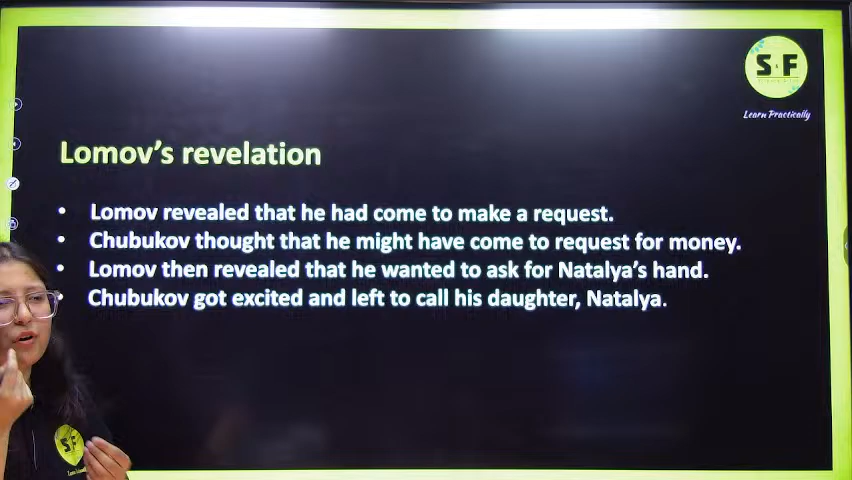 S&F
Learn Practically
Lomov's revelation
• Lomov revealed that he had come to make a request.
• Chubukov thought that he might have come to request for money.
• Lomov then revealed that he wanted to ask for Natalya's hand.
• Chubukov got excited and left to call his daughter, Natalya.
S&F